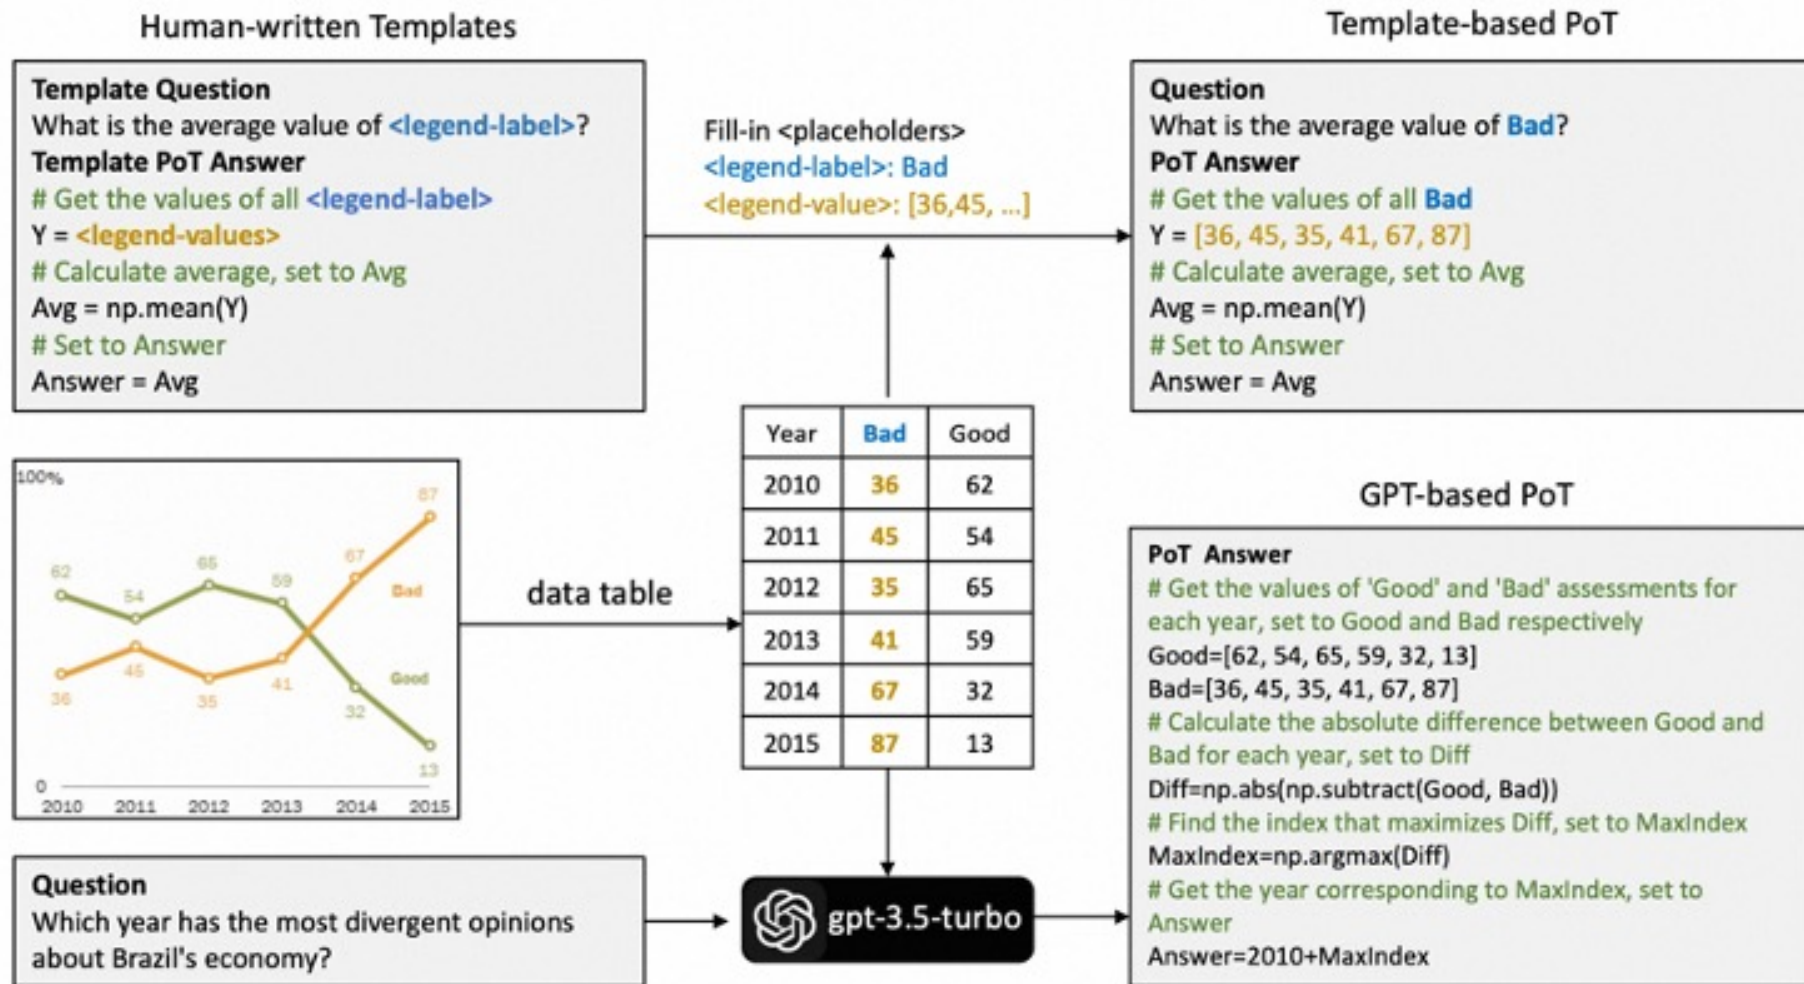 Human-written Templates
Template Question
What is the average value of <legend-label>?
Template PoT Answer
# Get the values of all <legend-label>
Y = <legend-values>
# Calculate average, set to Avg
Avg = np.mean(Y)
# Set to Answer
Answer = Avg
Fill-in <placeholders>
<legend-label>: Bad
<legend-value>: [36,45, ...]
Template-based PoT
Question
What is the average value of Bad?
PoT Answer
# Get the values of all Bad
Y = [36, 45, 35, 41, 67, 87]
# Calculate average, set to Avg
Avg = np.mean(Y)
# Set to Answer
Answer = Avg
100%
87
67
65
62
59
54
Bad
45
41
36
35
Good
32
13
0
2010 2011 2012 2013 2014 2015
data table
Year Bad Good
2010 36 62
2011 45 54
2012 35 65
2013 41 59
2014 67 32
2015 87 13
Question
Which year has the most divergent opinions
about Brazil's economy?
gpt-3.5-turbo
GPT-based PoT
PoT Answer
# Get the values of 'Good' and 'Bad' assessments for
each year, set to Good and Bad respectively
Good=[62, 54, 65, 59, 32, 13]
Bad=[36, 45, 35, 41, 67, 87]
# Calculate the absolute difference between Good and
Bad for each year, set to Diff
Diff=np.abs(np.subtract(Good, Bad))
# Find the index that maximizes Diff, set to MaxIndex
MaxIndex=np.argmax(Diff)
# Get the year corresponding to MaxIndex, set to
Answer
Answer=2010+MaxIndex